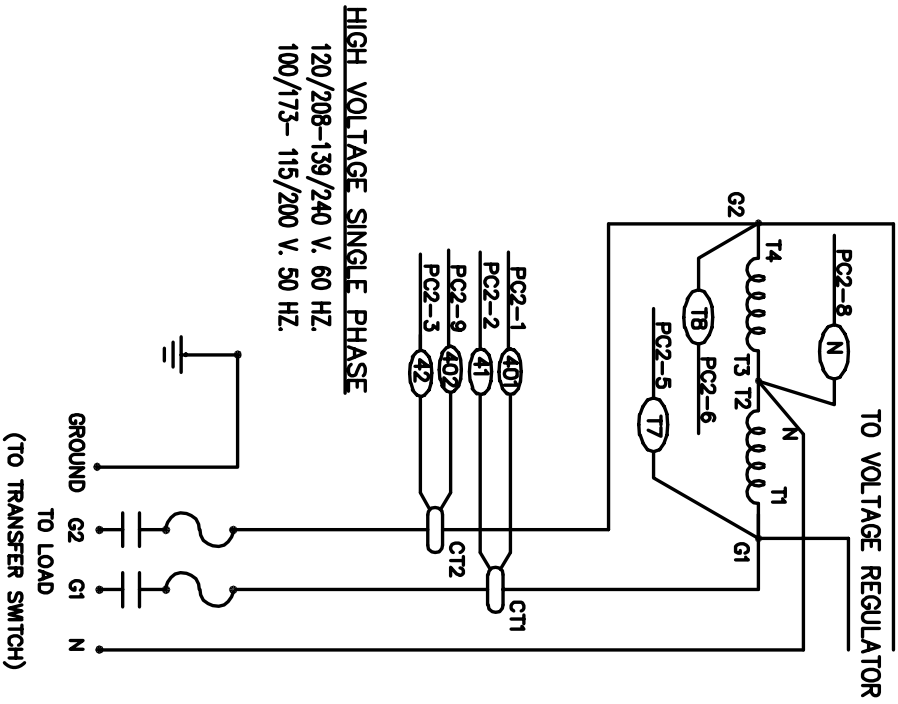 TO VOLTAGE REGULATOR
PC2-8
N
G2
T4
T3 T2
T1
G1
N
T8
PC2-6
PC2-5
T7
PC2-1
401
PC2-2
41
PC2-9
402
PC2-3
42
CT1
CT2
HIGH VOLTAGE SINGLE PHASE
120/208-139/240 V. 60 HZ.
100/173- 115/200 V. 50 HZ.
GROUND
G2
G1
N
TO LOAD
(TO TRANSFER SWITCH)